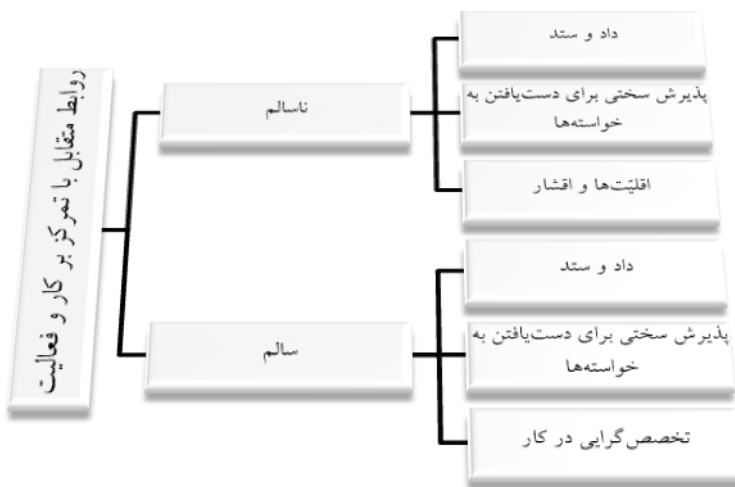 روابط متقابل با تمرکز بر کار و فعالیت
ناسالم
داد و ستد
پذیرش سختی برای دست‌یافتن به
خواسته‌ها
اقلیّت‌ها و اقشار
سالم
داد و ستد
پذیرش سختی برای دست‌یافتن به
خواسته‌ها
تخصص‌گرایی در کار